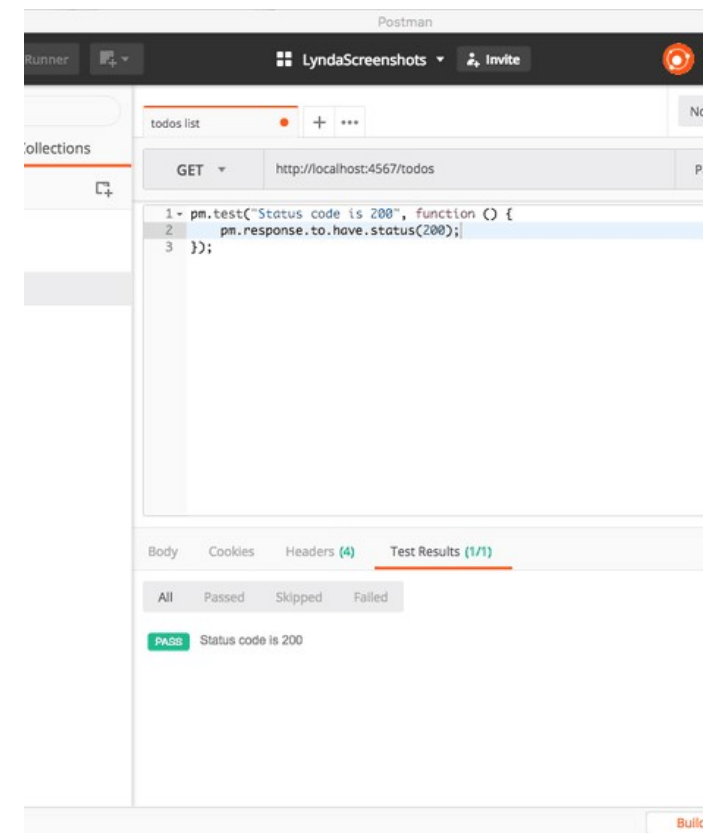 Postman
Runner
LyndaScreenshots
Invite
todos list
No
Collections
GET
http://localhost:4567/todos
P
1 pm.test("Status code is 200", function () {
2 pm.response.to.have.status(200);
3 });
Body Cookies Headers (4) Test Results (1/1)
All Passed Skipped Failed
PASS Status code is 200
Build